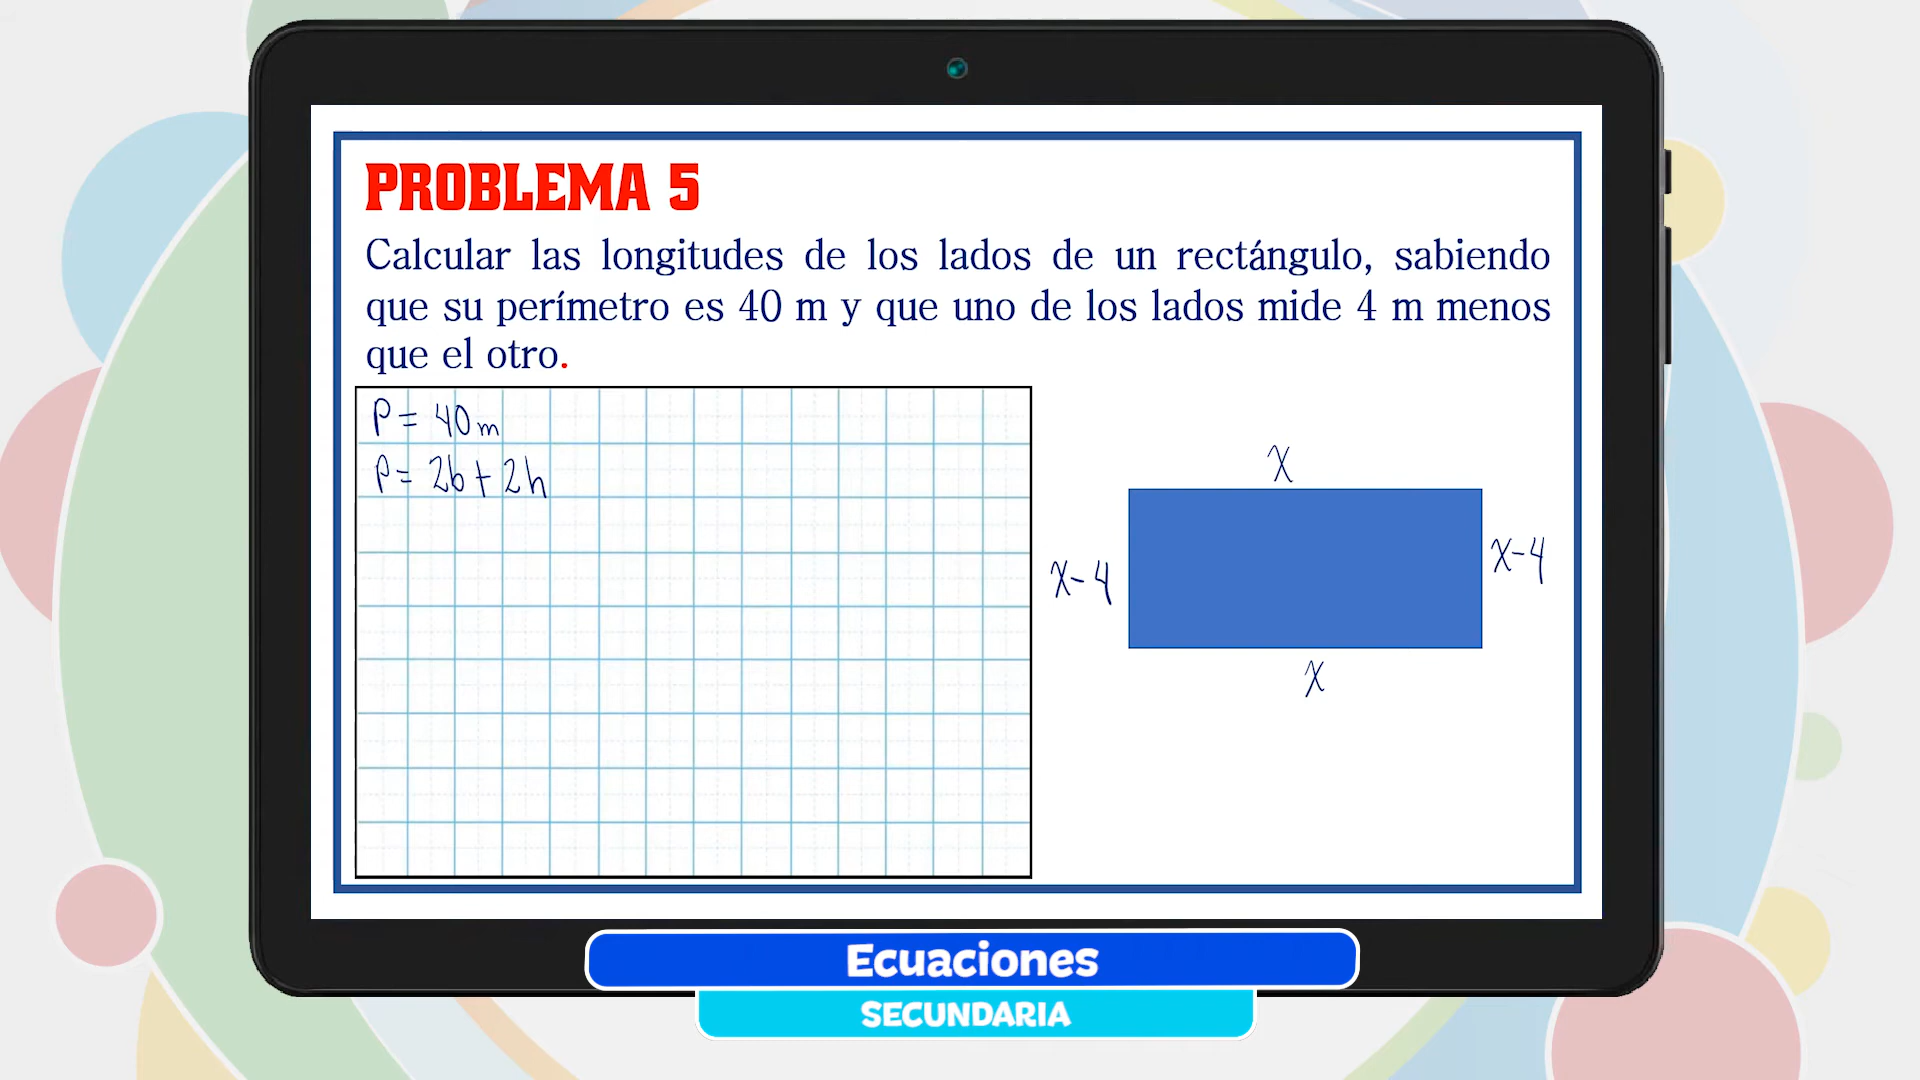 PROBLEMA 5
Calcular las longitudes de los lados de un rectángulo, sabiendo
que su perímetro es 40 m y que uno de los lados mide 4 m menos
que el otro.
P = 40m
P = 2b + 2h
x
x-4
x-4
x
Ecuaciones
SECUNDARIA